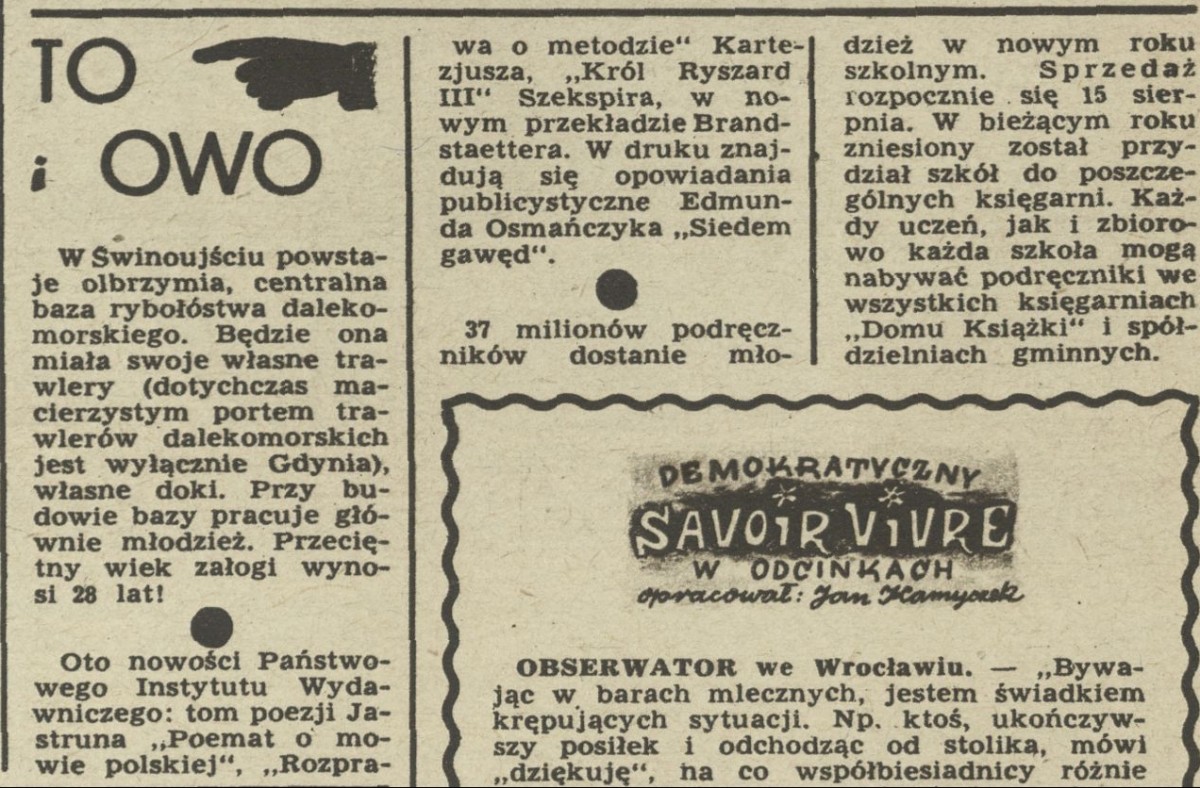 TO
i OWO
W Świnoujściu powsta-
je olbrzymia, centralna
baza rybołóstwa daleko-
morskiego. Będzie ona
miała swoje własne tra-
wlery (dotychczas ma-
cierzystym portem tra-
wlerów dalekomorskich
jest wyłącznie Gdynia),
własne doki. Przy bu-
dowie bazy pracuje głó-
wnie młodzież. Przecię-
tny wiek załogi wyno-
si 28 lat!
Oto nowości Państwo-
wego Instytutu Wyda-
wniczego: tom poezji Ja-
struna „Poemat o mo-
wie polskiej“, „Rozpra-
wa o metodzie“ Karte-
zjusza, „Król Ryszard
III“ Szekspira, w no-
wym przekładzie Brand-
staettera. W druku znaj-
dują się opowiadania
publicystyczne Edmun-
da Osmańczyka „Siedem
gawęd“.
37 milionów podręcz-
ników dostanie mło-
dzież w nowym roku
szkolnym. Sprzedaż
rozpocznie się 15 sier-
pnia. W bieżącym roku
zniesiony został przy-
dział szkół do poszcze-
gólnych księgarni. Każ-
dy uczeń, jak i zbioro-
wo każda szkoła mogą
nabywać podręczniki we
wszystkich księgarniach
„Domu Książki“ i spół-
dzielniach gminnych.
DEMOKRATYCZNY
SAVOiR ViVRE
W ODCINKACH
opracował: Jan Kamyczek
OBSERWATOR we Wrocławiu. — „Bywa-
jąc w barach mlecznych, jestem świadkiem
krępujących sytuacji. Np. ktoś, ukończyw-
szy posiłek i odchodząc od stolika, mówi
„dziękuję“, na co współbiesiadnicy różnie